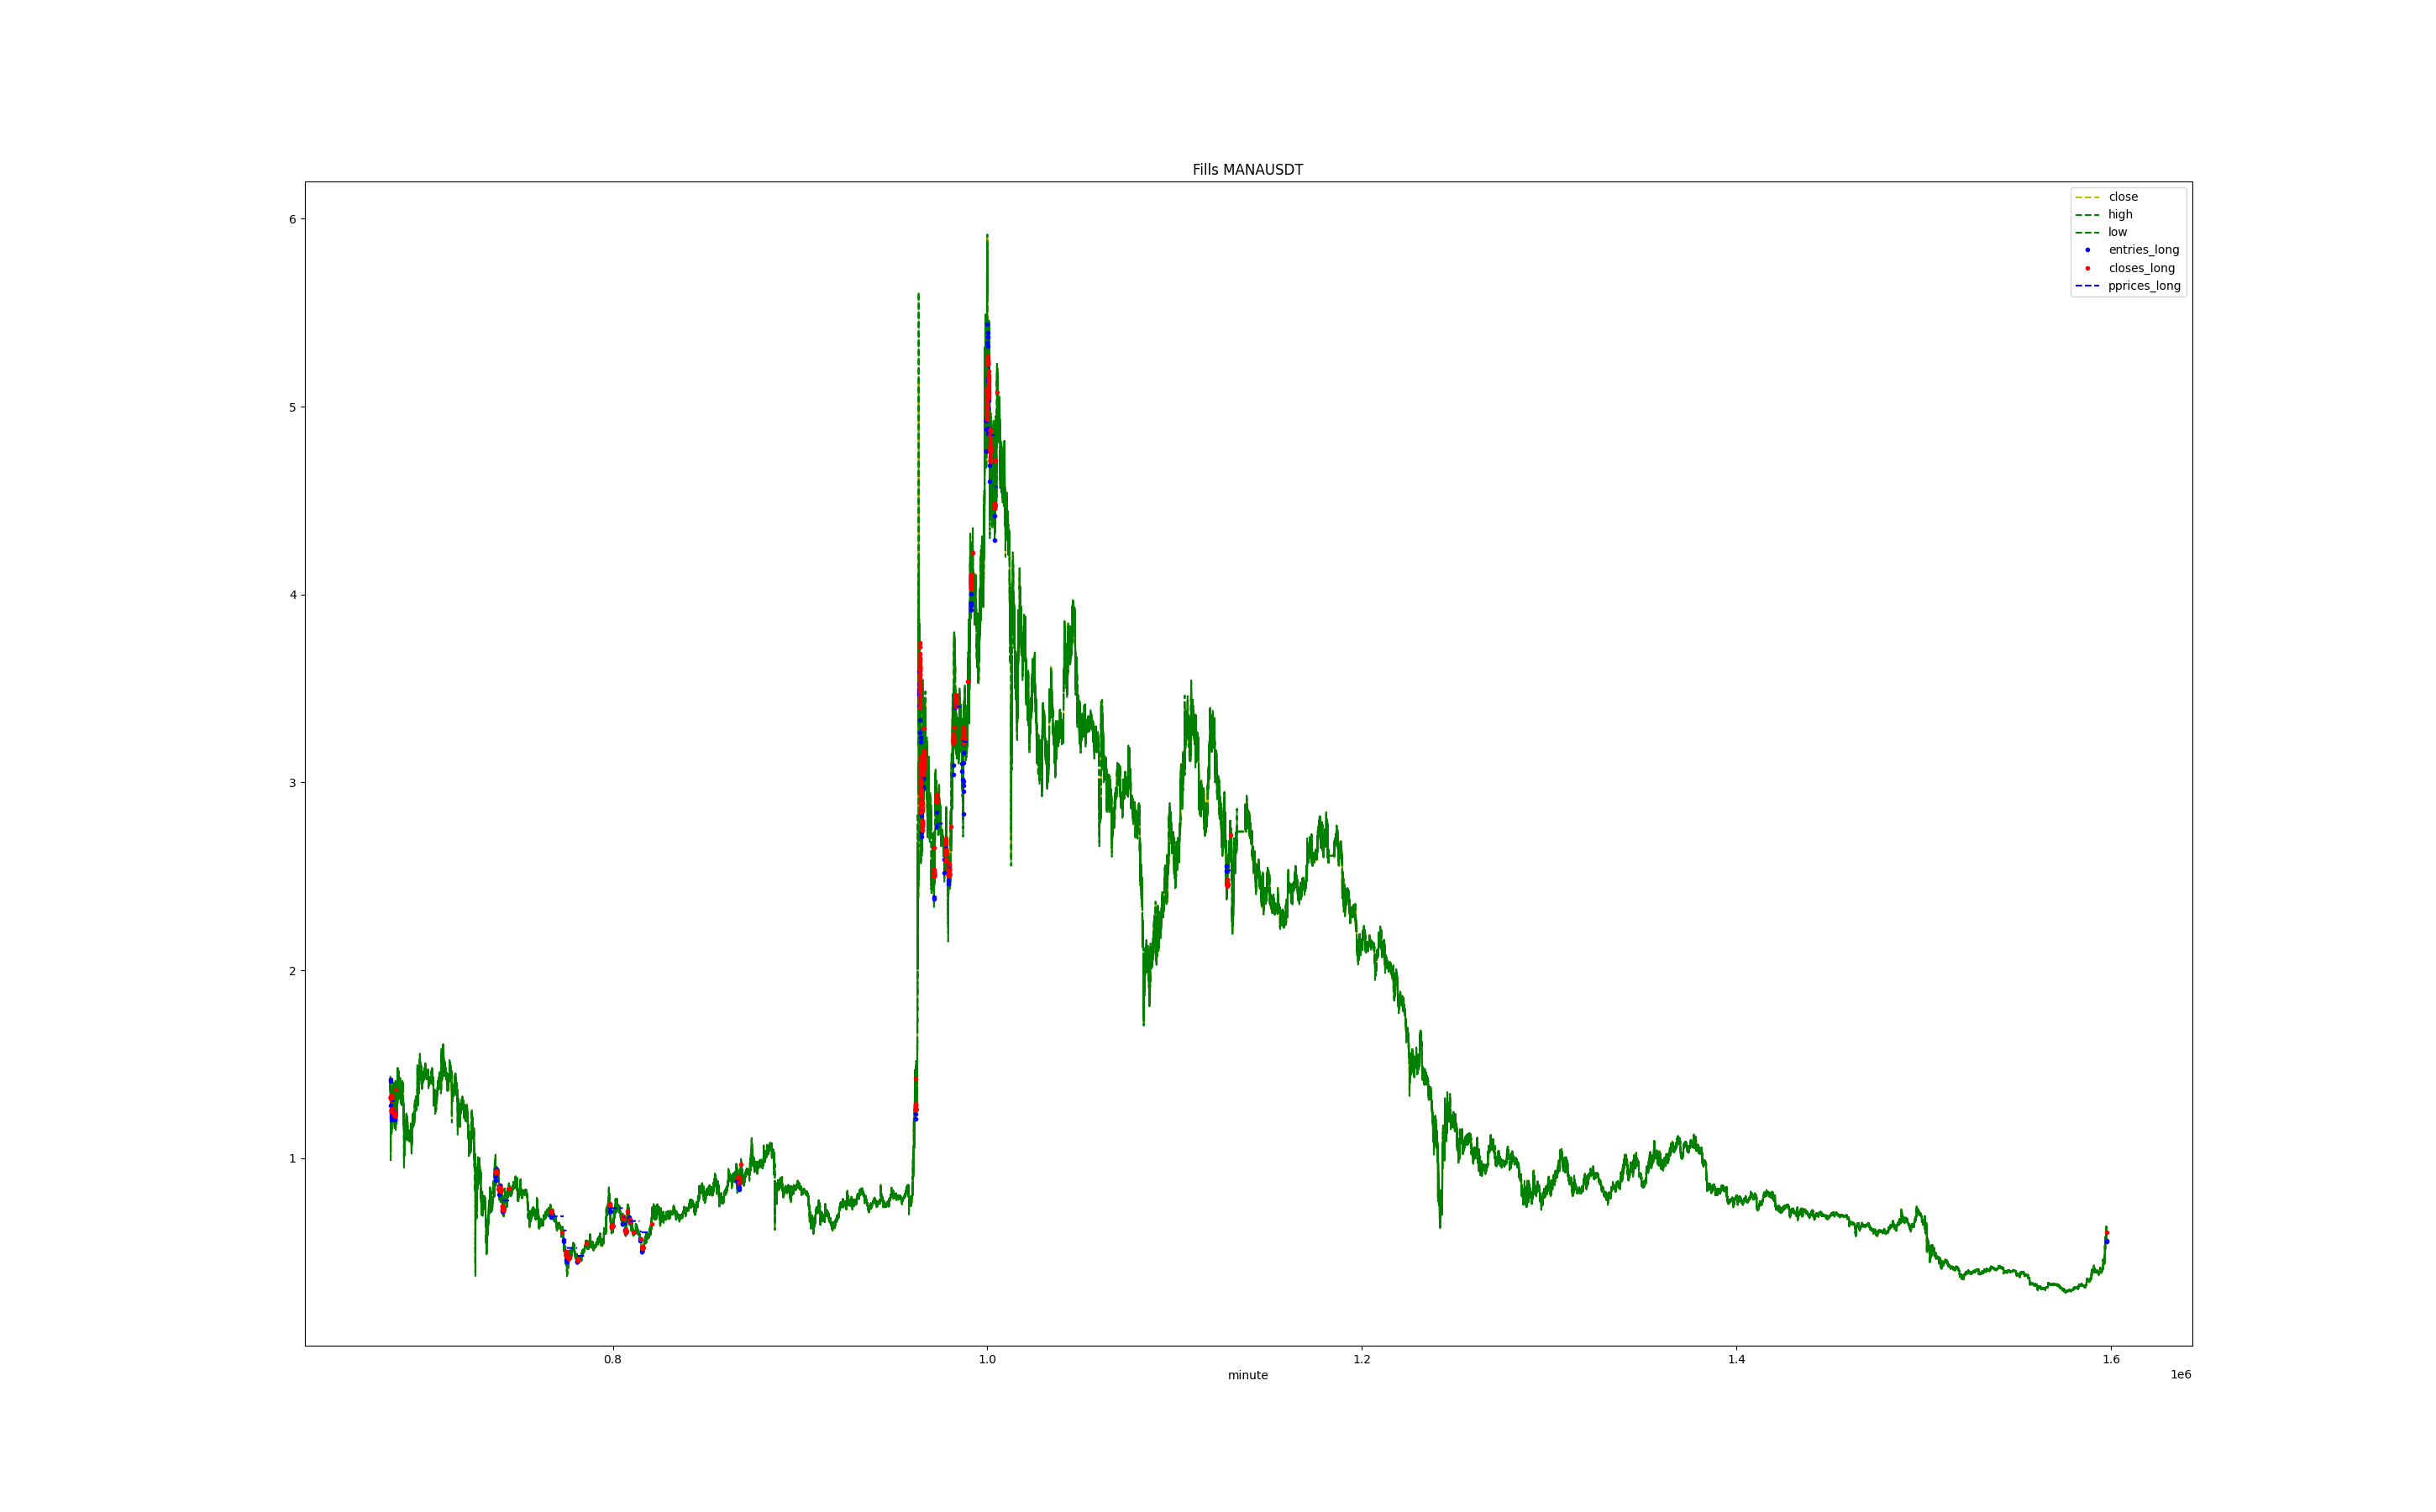 Fills MANAUSDT
close
high
low
entries_long
closes_long
pprices_long
6
5
4
3
2
1
0.8
1.0
1.2
1.4
1.6
minute
1e6